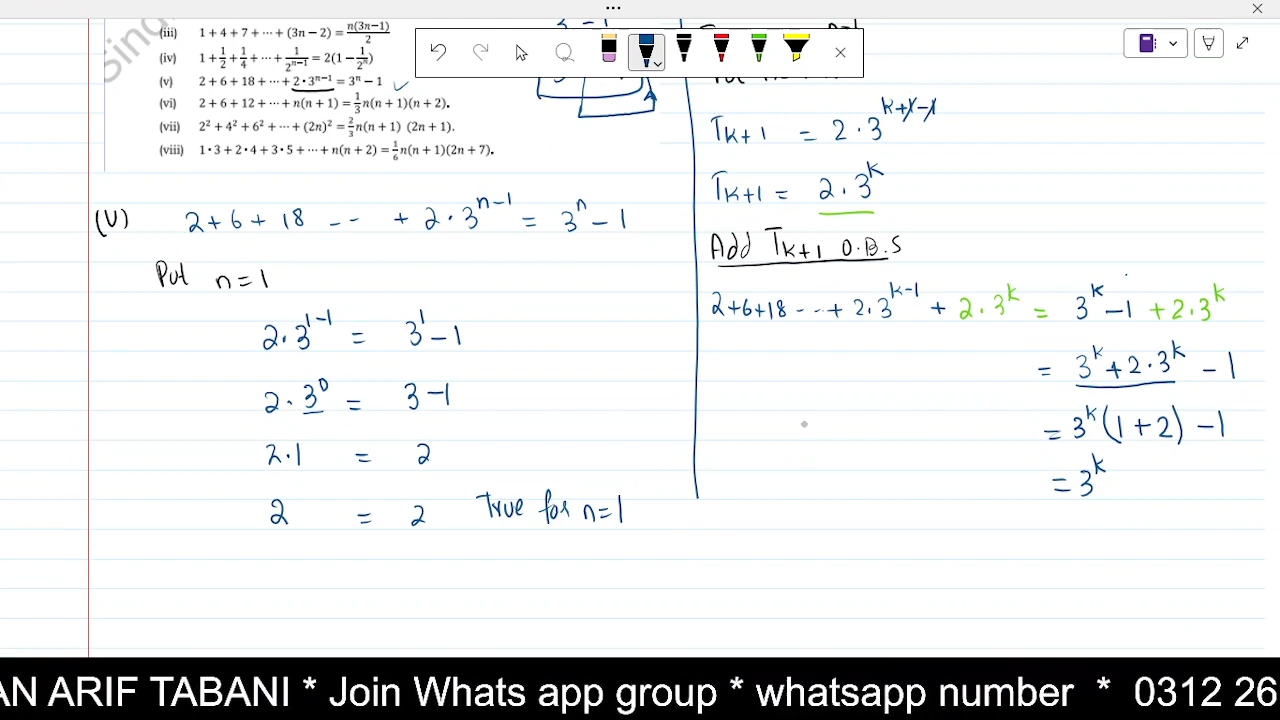 (iii) 1 + 4 + 7 + ⋯ + (3n − 2) = n(3n−1)/2
(iv) 1 + 1/2 + 1/4 + ⋯ + 1/2^(n−1) = 2(1 − 1/2^n)
(v) 2 + 6 + 18 + ⋯ + 2 • 3^(n−1) = 3^n − 1
(vi) 2 + 6 + 12 + ⋯ + n(n + 1) = 1/3 n(n + 1)(n + 2).
(vii) 2² + 4² + 6² + ⋯ + (2n)² = 2/3 n(n + 1) (2n + 1).
(viii) 1 • 3 + 2 • 4 + 3 • 5 + ⋯ + n(n + 2) = 1/6 n(n + 1)(2n + 7).
(V) 2 + 6 + 18 -- -- + 2 · 3^(n−1) = 3^n − 1
Put n = 1
2 · 3^(1−1) = 3^1 − 1
2 · 3^0 = 3 − 1
2 · 1 = 2
2 = 2 True for n = 1
T_(k+1) = 2 · 3^(k+1−1)
T_(k+1) = 2 · 3^k
Add T_(k+1) O.B.S
2+6+18 -- -- + 2 · 3^(k−1) + 2 · 3^k = 3^k − 1 + 2 · 3^k
= 3^k + 2 · 3^k − 1
= 3^k (1 + 2) − 1
= 3^k
AN ARIF TABANI * Join Whats app group * whatsapp number * 0312 26